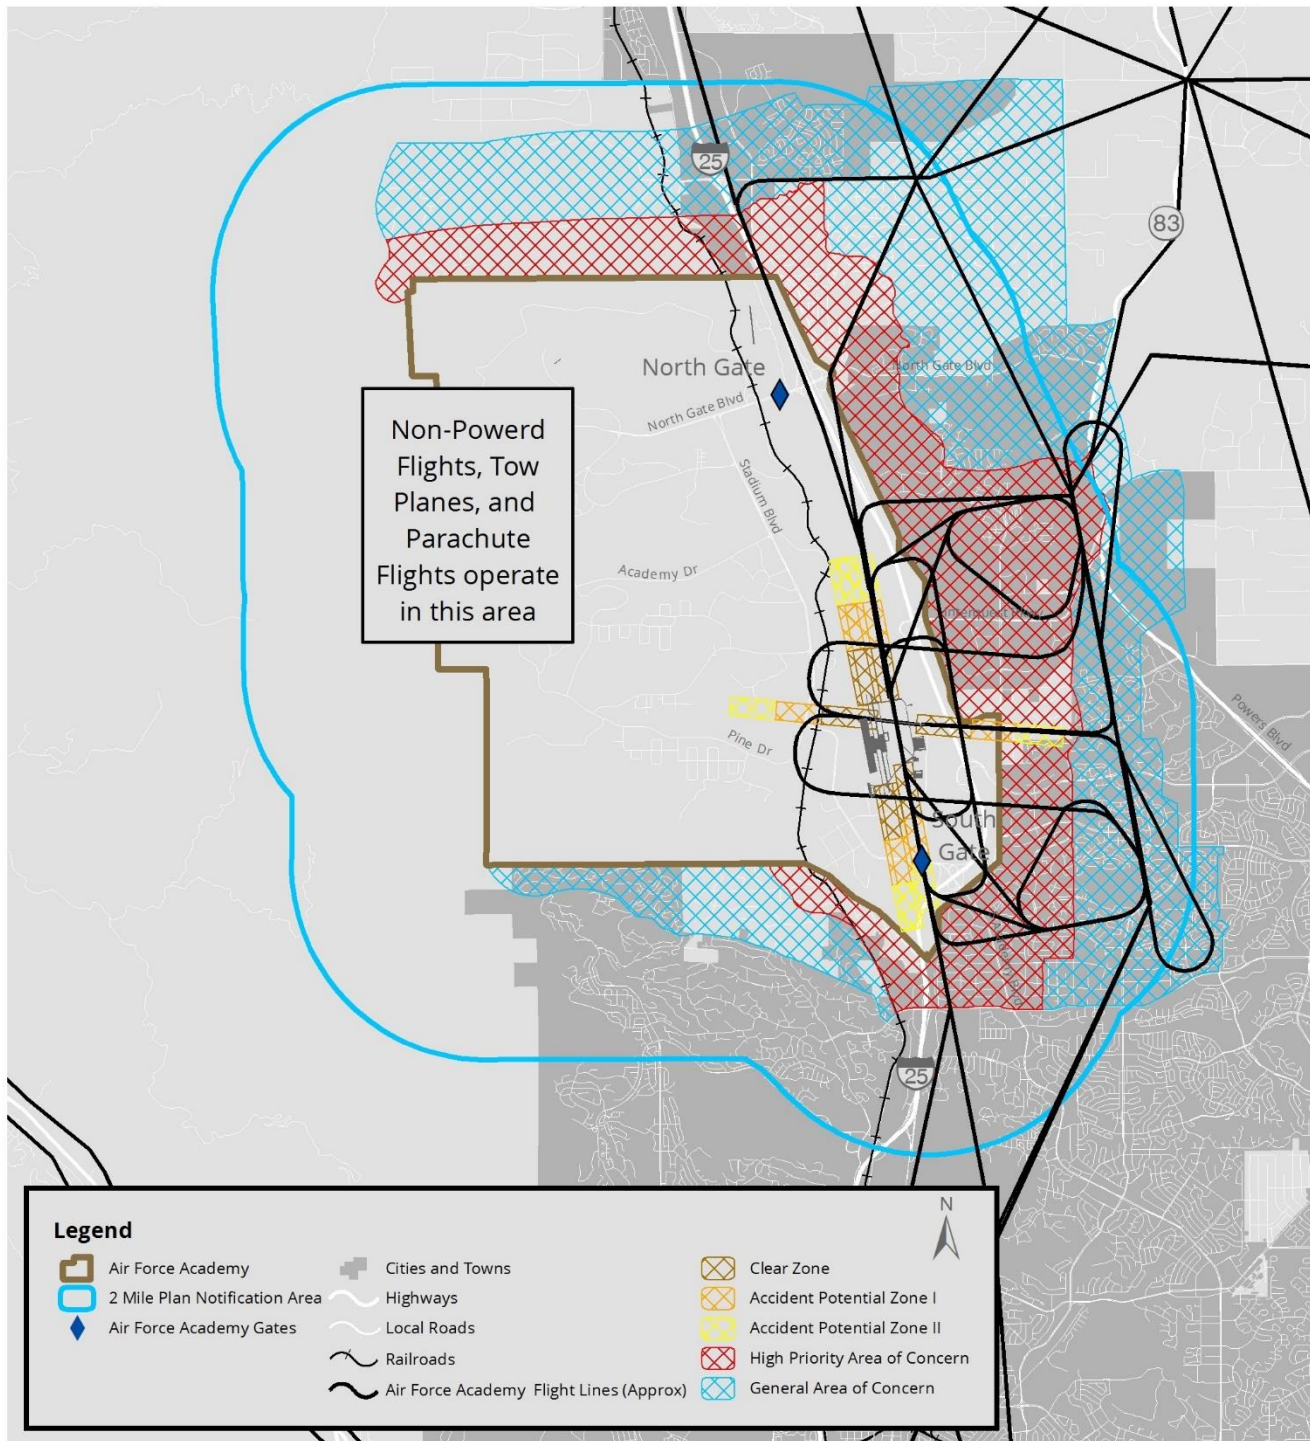 25
83
North Gate
North Gate Blvd
North Gate Blvd
Non-Powerd
Flights, Tow
Planes, and
Parachute
Flights operate
in this area
Stadium Blvd
Academy Dr
Powers Blvd
Pine Dr
South
Gate
25
N
Legend
Air Force Academy
2 Mile Plan Notification Area
Air Force Academy Gates
Cities and Towns
Highways
Local Roads
Railroads
Air Force Academy Flight Lines (Approx)
Clear Zone
Accident Potential Zone I
Accident Potential Zone II
High Priority Area of Concern
General Area of Concern